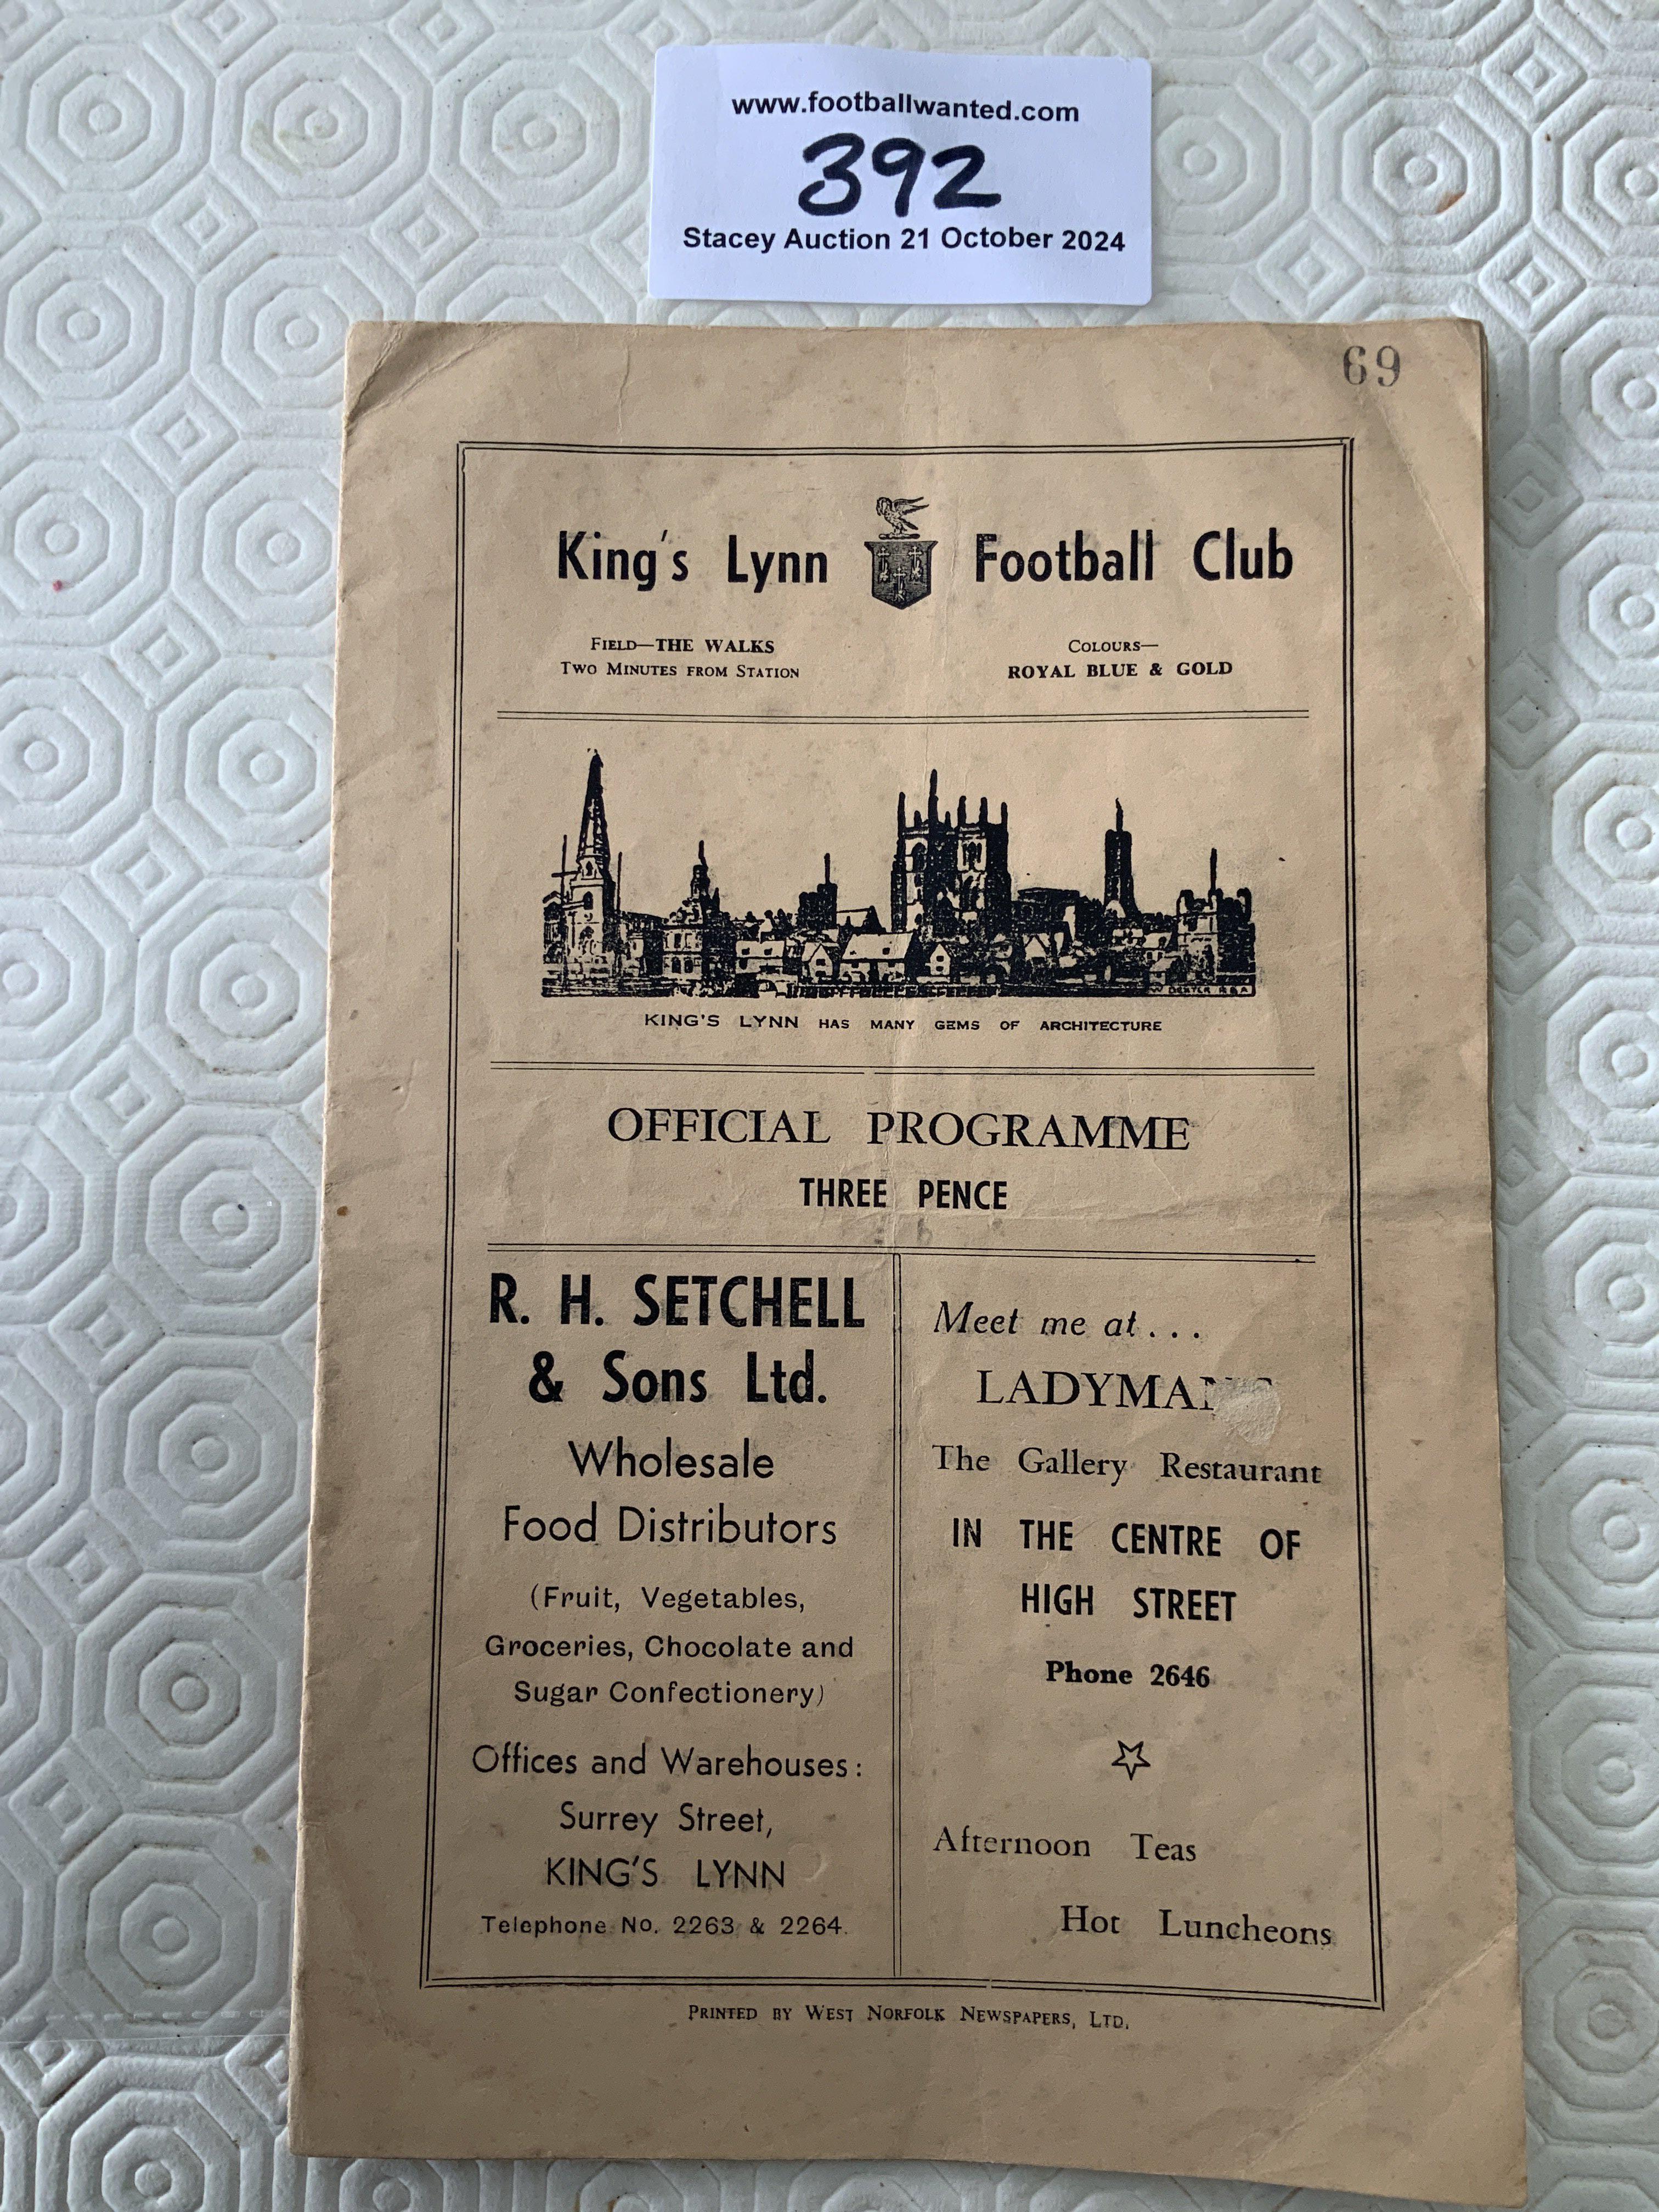 www.footballwanted.com
392
Stacey Auction 21 October 2024
69
King's Lynn Football Club
FIELD—THE WALKS
TWO MINUTES FROM STATION
COLOURS—
ROYAL BLUE & GOLD
KING'S LYNN HAS MANY GEMS OF ARCHITECTURE
OFFICIAL PROGRAMME
THREE PENCE
R. H. SETCHELL
& Sons Ltd.
Wholesale
Food Distributors
(Fruit, Vegetables,
Groceries, Chocolate and
Sugar Confectionery)
Offices and Warehouses:
Surrey Street,
KING'S LYNN
Telephone No. 2263 & 2264.
Meet me at...
The Gallery Restaurant
IN THE CENTRE OF
HIGH STREET
Phone 2646
Afternoon Teas
Hot Luncheons
PRINTED BY WEST NORFOLK NEWSPAPERS, LTD.